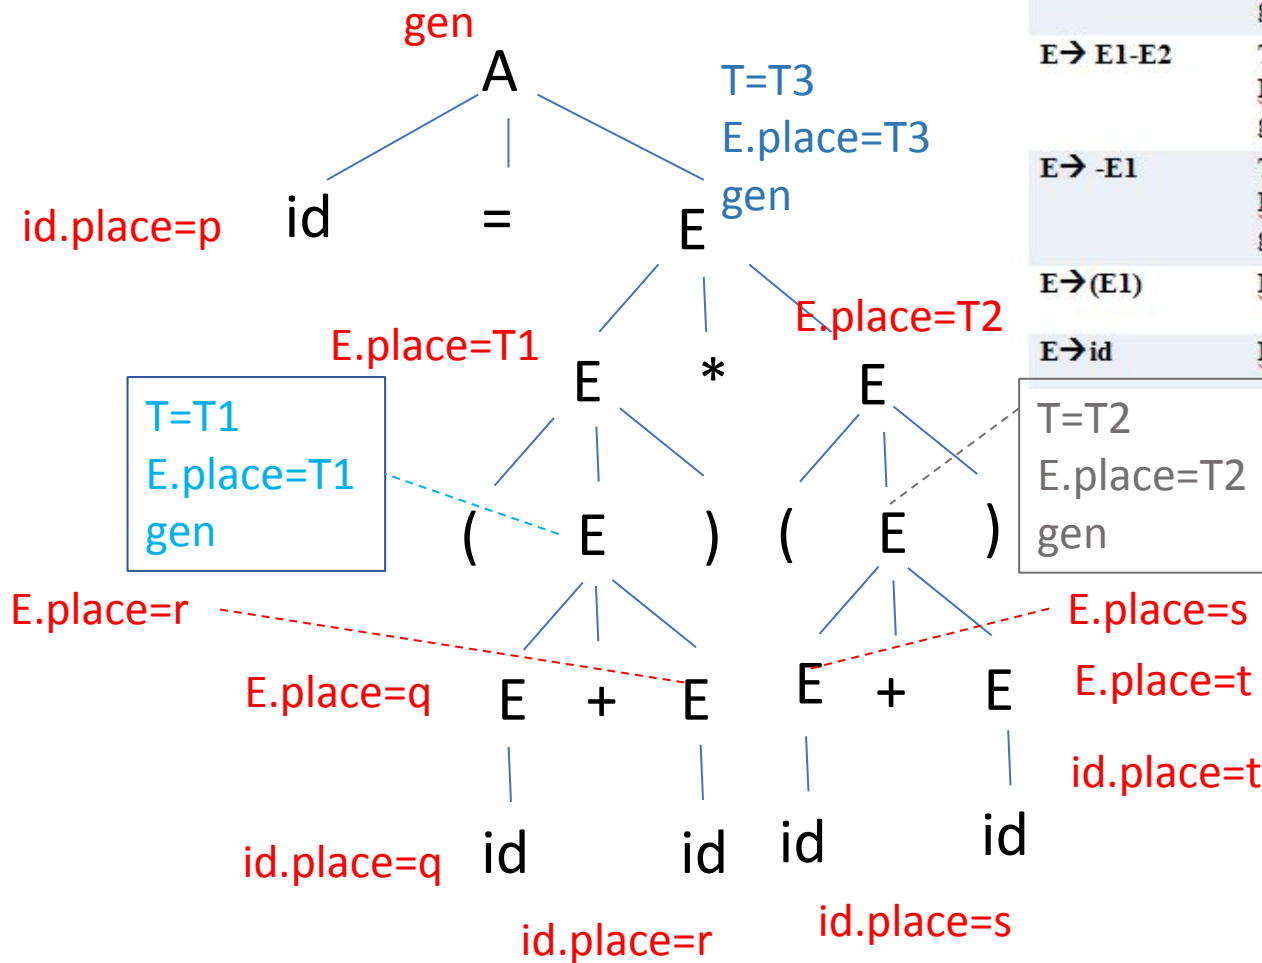 gen
A
T=T3
E.place=T3
gen
id.place=p
id = E
E→ E1-E2
E→ -E1
E→(E1)
E→id
E.place=T1
E.place=T2
E * E
T=T1
E.place=T1
gen
T=T2
E.place=T2
gen
( E ) ( E )
E.place=r
E.place=s
E.place=q
E + E E + E
E.place=t
id.place=t
id.place=q
id id id id
id.place=r
id.place=s